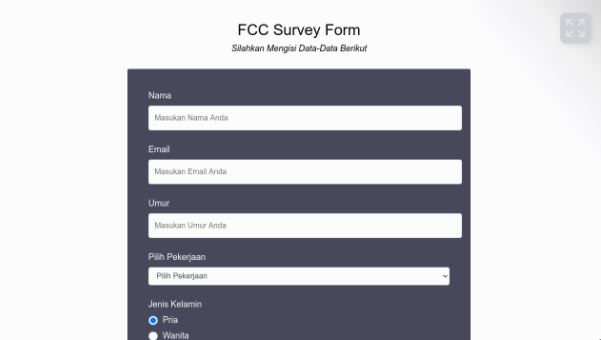 FCC Survey Form
Silahkan Mengisi Data-Data Berikut
Nama
Masukan Nama Anda
Email
Masukan Email Anda
Umur
Masukan Umur Anda
Pilih Pekerjaan
Pilih Pekerjaan
Jenis Kelamin
Pria
Wanita